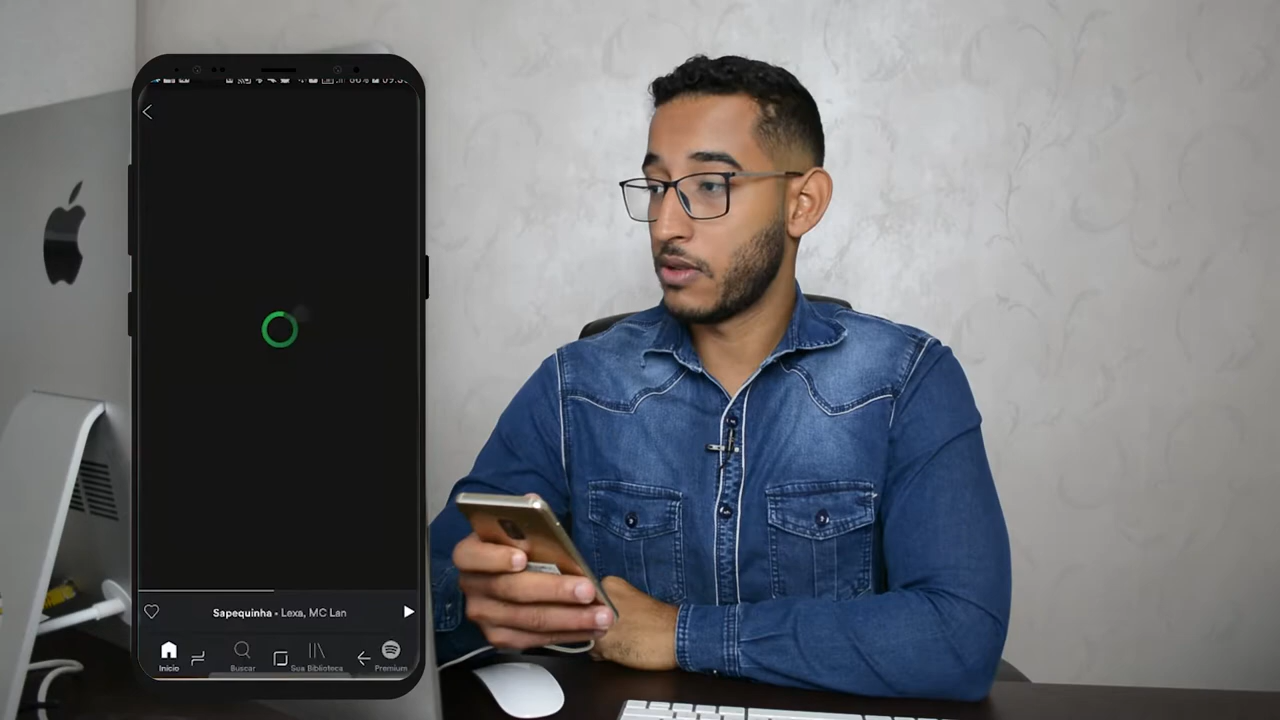 Sapequinha • Lexa, MC Lan
Início
Buscar
Sua Biblioteca
Premium